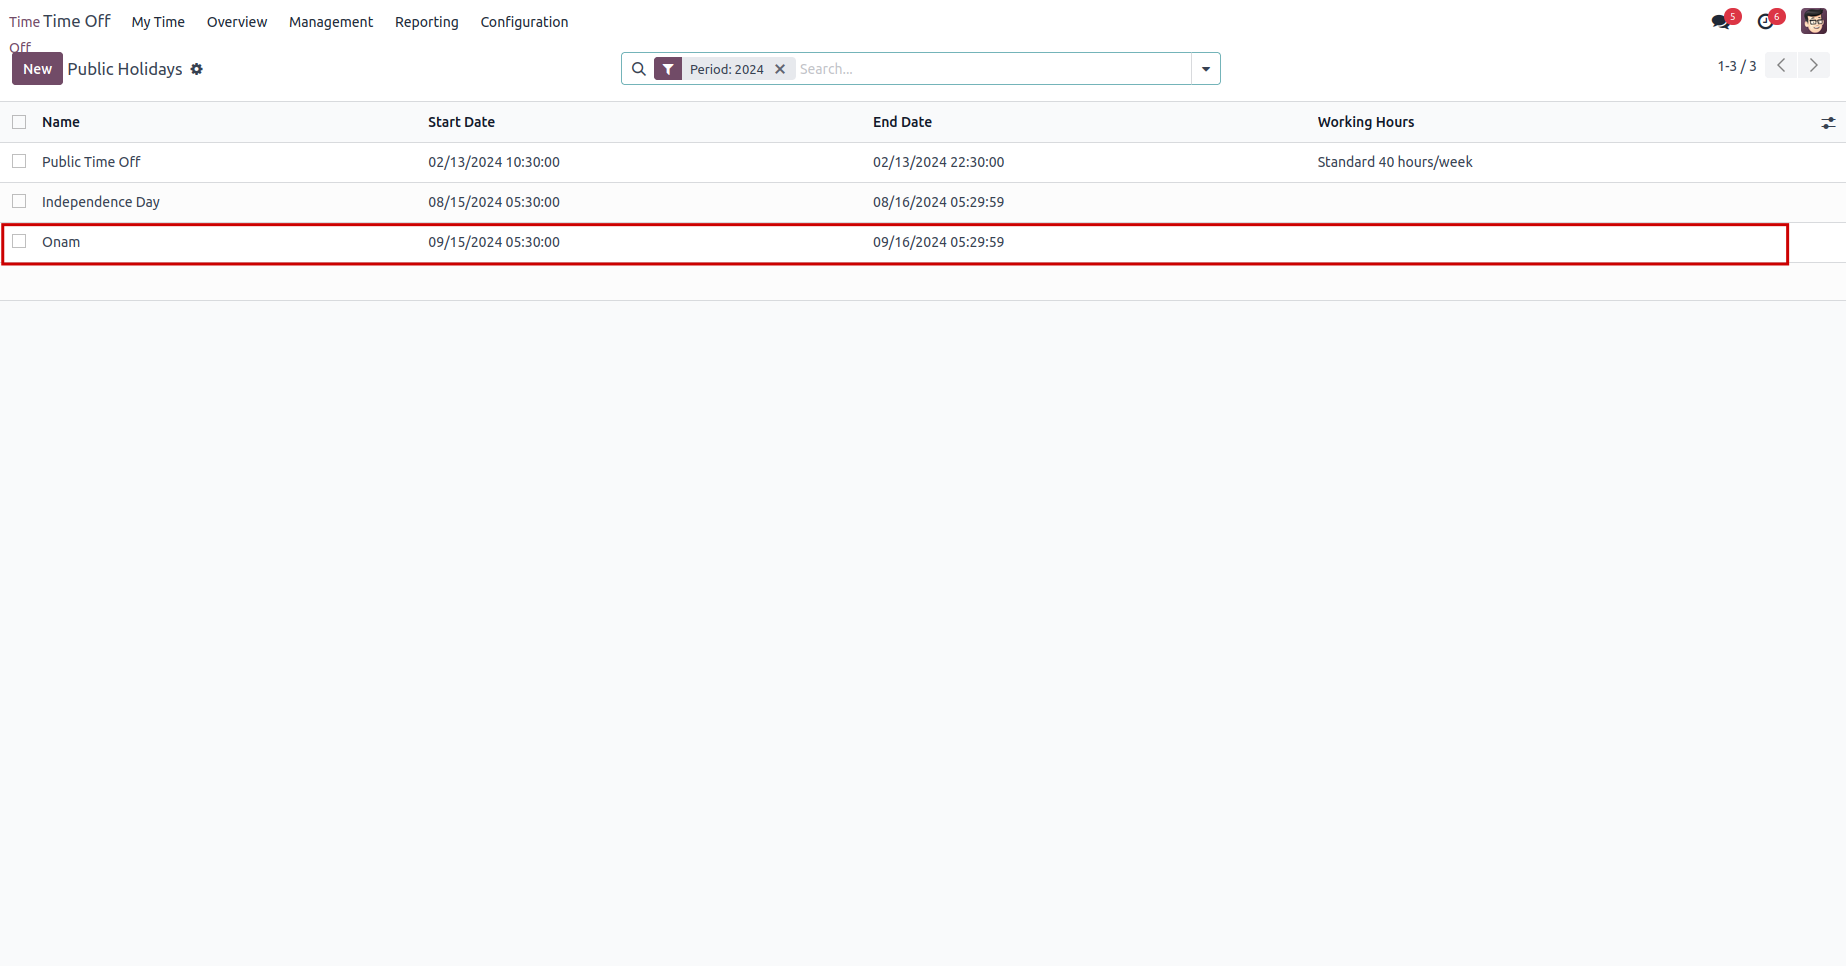 Time Off Time Off My Time Overview Management Reporting Configuration 5 6
New Public Holidays Period: 2024 Search... 1-3 / 3
Name Start Date End Date Working Hours
Public Time Off 02/13/2024 10:30:00 02/13/2024 22:30:00 Standard 40 hours/week
Independence Day 08/15/2024 05:30:00 08/16/2024 05:29:59
Onam 09/15/2024 05:30:00 09/16/2024 05:29:59